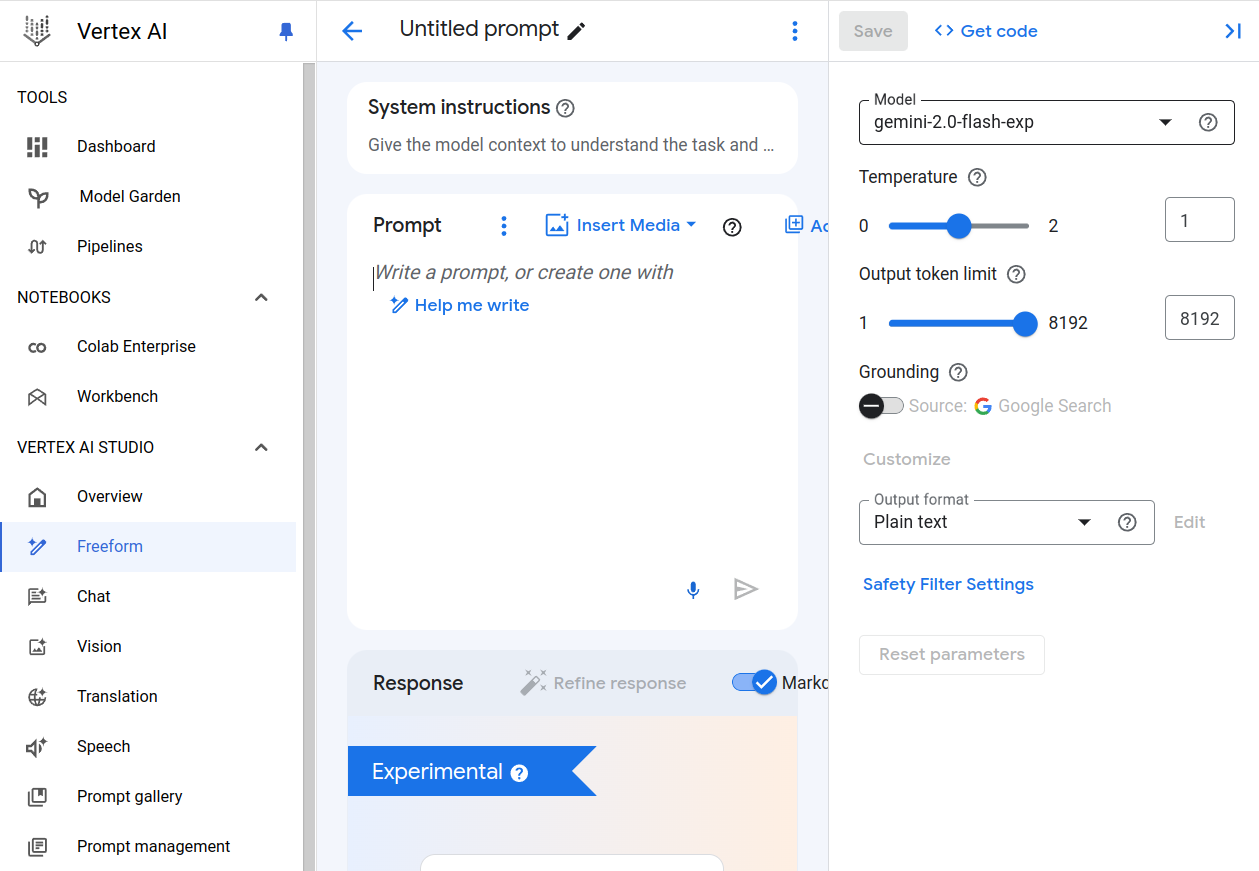 Vertex AI
TOOLS
Dashboard
Model Garden
Pipelines
NOTEBOOKS
Colab Enterprise
Workbench
VERTEX AI STUDIO
Overview
Freeform
Chat
Vision
Translation
Speech
Prompt gallery
Prompt management
Untitled prompt
System instructions
Give the model context to understand the task and ...
Prompt
Insert Media
Write a prompt, or create one with
Help me write
Response
Refine response
Experimental
Save
<> Get code
Model
gemini-2.0-flash-exp
Temperature
0 2 1
Output token limit
1 8192 8192
Grounding
Source: Google Search
Customize
Output format
Plain text
Edit
Safety Filter Settings
Reset parameters